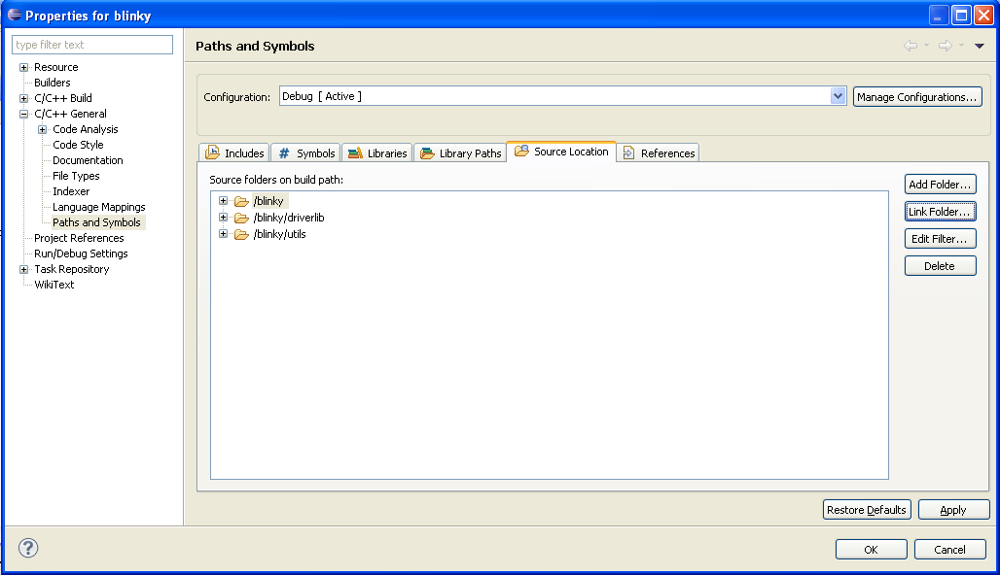 Properties for blinky
type filter text
Resource
Builders
C/C++ Build
C/C++ General
Code Analysis
Code Style
Documentation
File Types
Indexer
Language Mappings
Paths and Symbols
Project References
Run/Debug Settings
Task Repository
WikiText
Paths and Symbols
Configuration: Debug [ Active ] Manage Configurations...
Includes # Symbols Libraries Library Paths Source Location References
Source folders on build path:
/blinky
/blinky/driverlib
/blinky/utils
Add Folder...
Link Folder...
Edit Filter...
Delete
Restore Defaults Apply
? OK Cancel